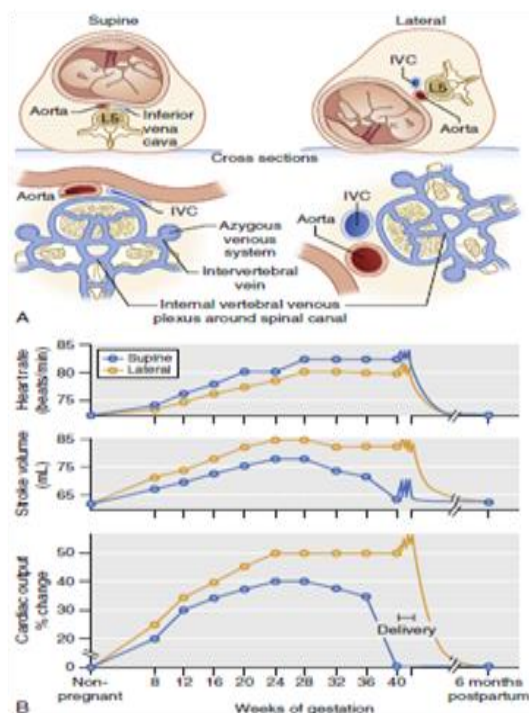 Supine
Lateral
IVC
L5
Aorta
Aorta
L5
Inferior
vena
cava
Cross sections
Aorta
IVC
Azygous
venous
system
Intervertebral
vein
Internal vertebral venous
plexus around spinal canal
IVC
Aorta
A
Heart rate
(beats/min)
85
80
75
Supine
Lateral
Stroke volume
(mL)
85
75
65
Cardiac output
% change
50
40
30
20
0
Delivery
Non-
pregnant
8 12 16 20 24 28 32 36 40
6 months
postpartum
B
Weeks of gestation